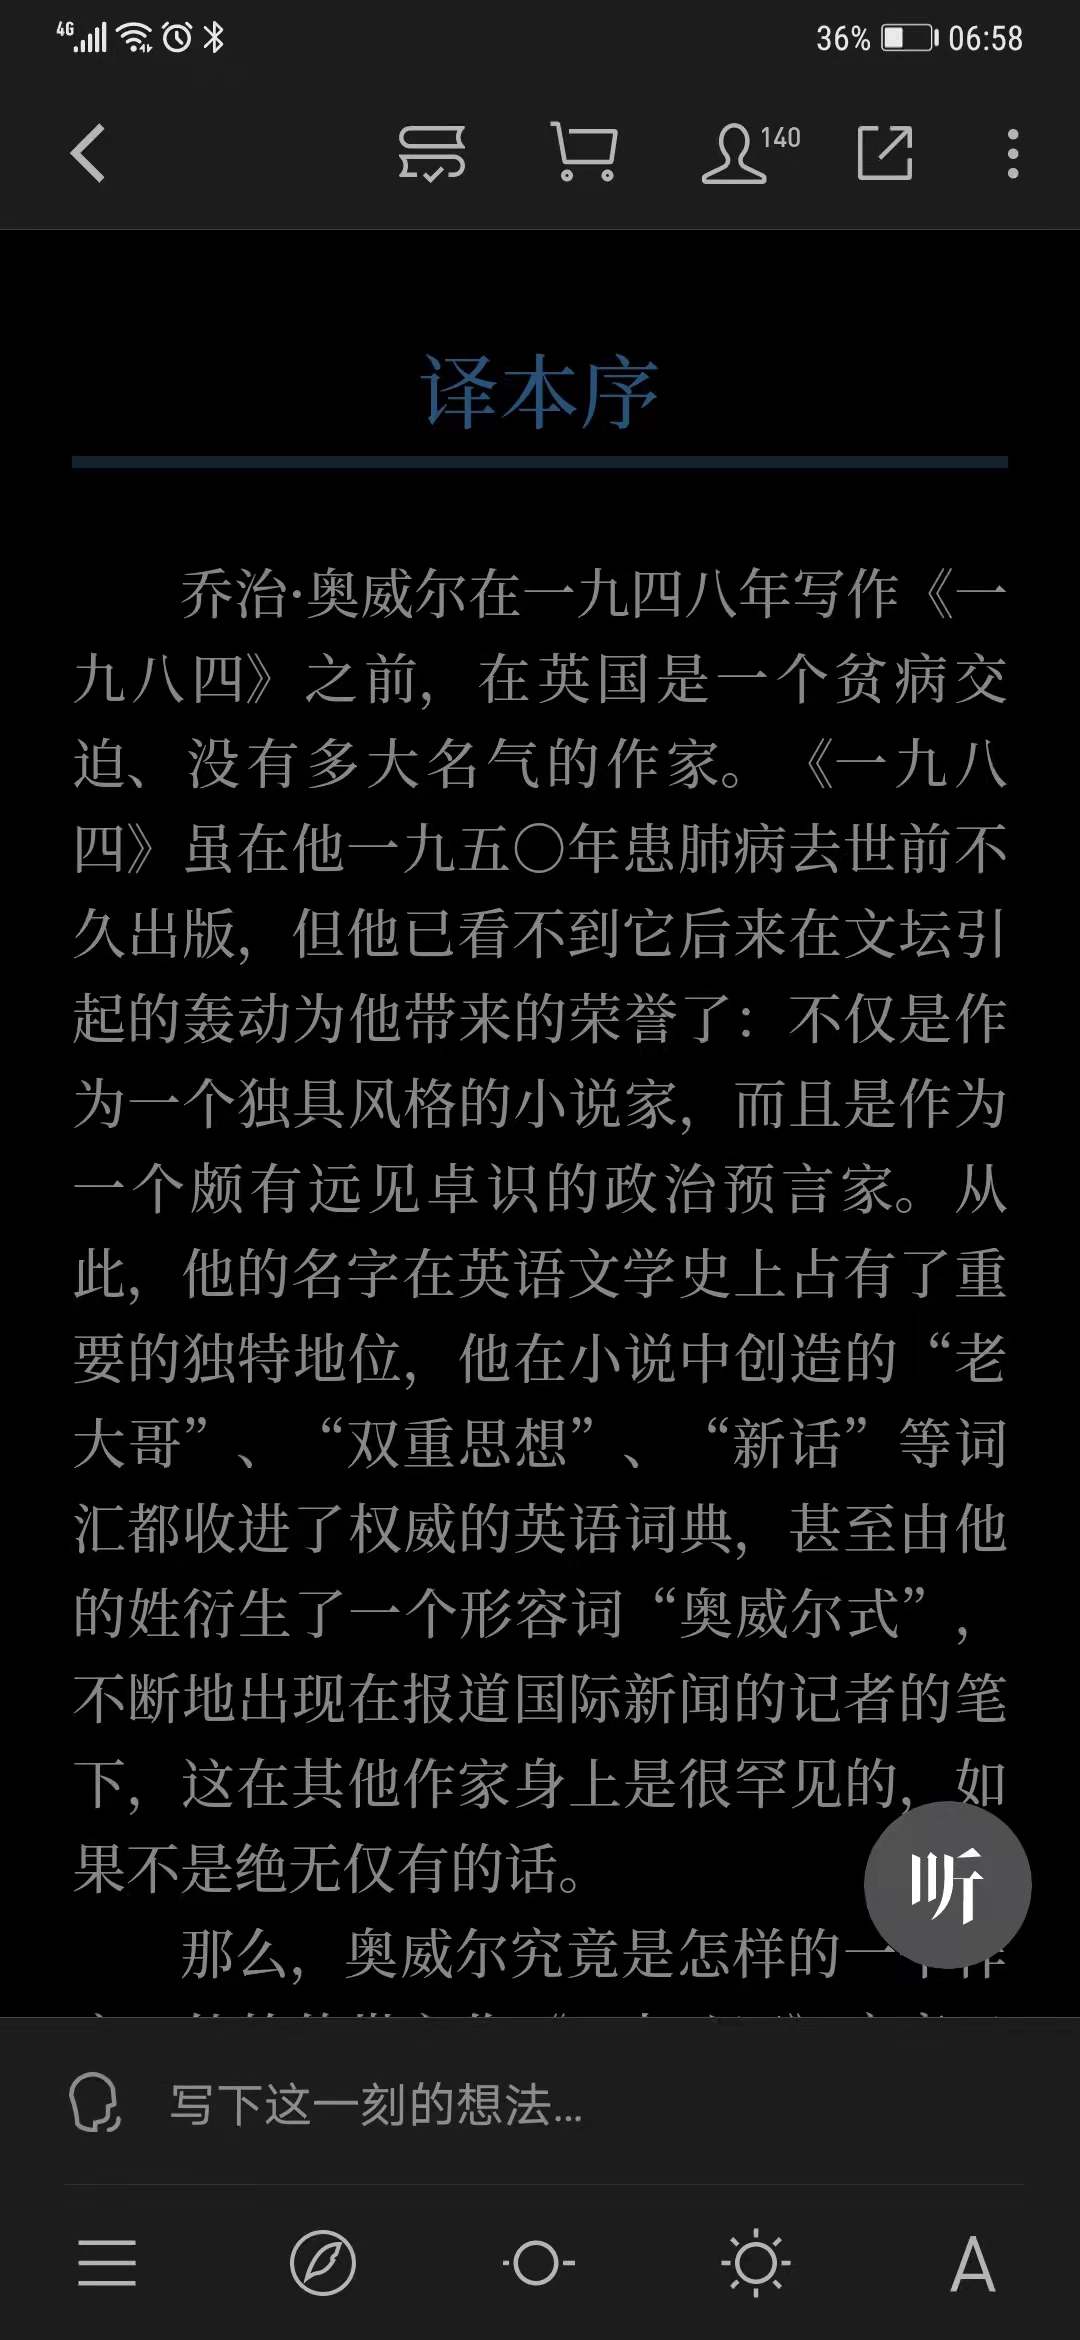 4G 36% 06:58
140
译本序
乔治·奥威尔在一九四八年写作《一
九八四》之前，在英国是一个贫病交
迫、没有多大名气的作家。《一九八
四》虽在他一九五〇年患肺病去世前不
久出版，但他已看不到它后来在文坛引
起的轰动为他带来的荣誉了：不仅是作
为一个独具风格的小说家，而且是作为
一个颇有远见卓识的政治预言家。从
此，他的名字在英语文学史上占有了重
要的独特地位，他在小说中创造的“老
大哥”、“双重思想”、“新话”等词
汇都收进了权威的英语词典，甚至由他
的姓衍生了一个形容词“奥威尔式”，
不断地出现在报道国际新闻的记者的笔
下，这在其他作家身上是很罕见的，如
果不是绝无仅有的话。
听
那么，奥威尔究竟是怎样的一个作
写下这一刻的想法...
A